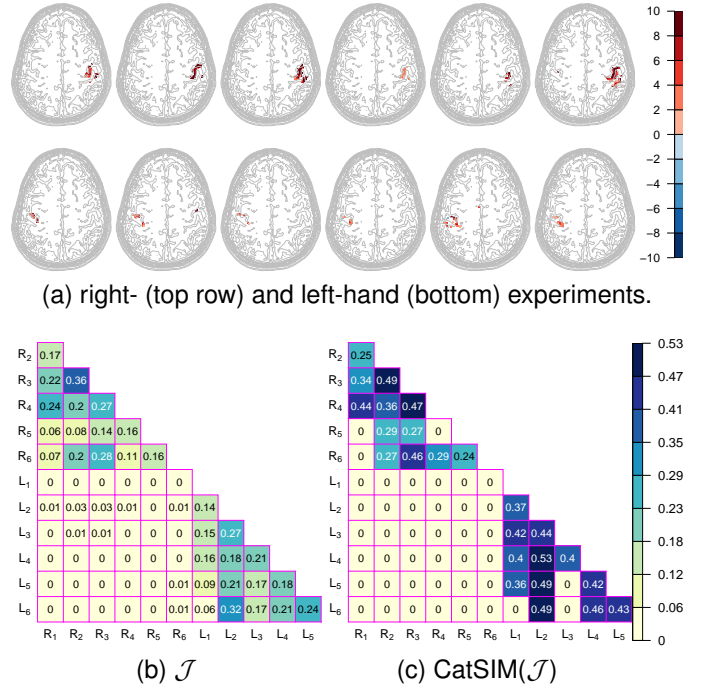 10
8
6
4
2
0
−2
−4
−6
−8
−10
(a) right- (top row) and left-hand (bottom) experiments.
R2 0.17
R3 0.22 0.36
R4 0.24 0.2 0.27
R5 0.06 0.08 0.14 0.16
R6 0.07 0.2 0.28 0.11 0.16
L1 0 0 0 0 0 0
L2 0.01 0.03 0.03 0.01 0 0.01 0.14
L3 0 0.01 0.01 0 0 0 0.15 0.27
L4 0 0 0 0 0 0 0.16 0.18 0.21
L5 0 0 0 0 0 0.01 0.09 0.21 0.17 0.18
L6 0 0 0 0 0 0.01 0.06 0.32 0.17 0.21 0.24
R1 R2 R3 R4 R5 R6 L1 L2 L3 L4 L5
(b) 𝒥
R2 0.25
R3 0.34 0.49
R4 0.44 0.36 0.47
R5 0 0.29 0.27 0
R6 0 0.27 0.46 0.29 0.24
L1 0 0 0 0 0 0
L2 0 0 0 0 0 0 0.37
L3 0 0 0 0 0 0 0.42 0.44
L4 0 0 0 0 0 0 0.4 0.53 0.4
L5 0 0 0 0 0 0 0.36 0.49 0 0.42
L6 0 0 0 0 0 0 0 0.49 0 0.46 0.43
R1 R2 R3 R4 R5 R6 L1 L2 L3 L4 L5
(c) CatSIM(𝒥)
0.53
0.47
0.41
0.35
0.29
0.23
0.18
0.12
0.06
0